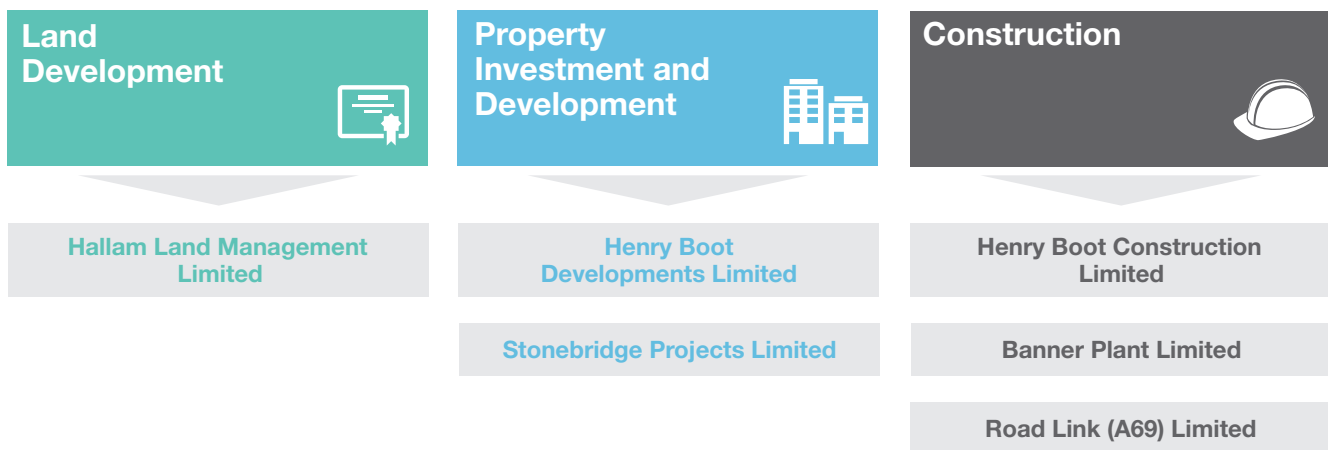 Land
Development
Hallam Land Management
Limited
Property
Investment and
Development
Henry Boot
Developments Limited
Stonebridge Projects Limited
Construction
Henry Boot Construction
Limited
Banner Plant Limited
Road Link (A69) Limited